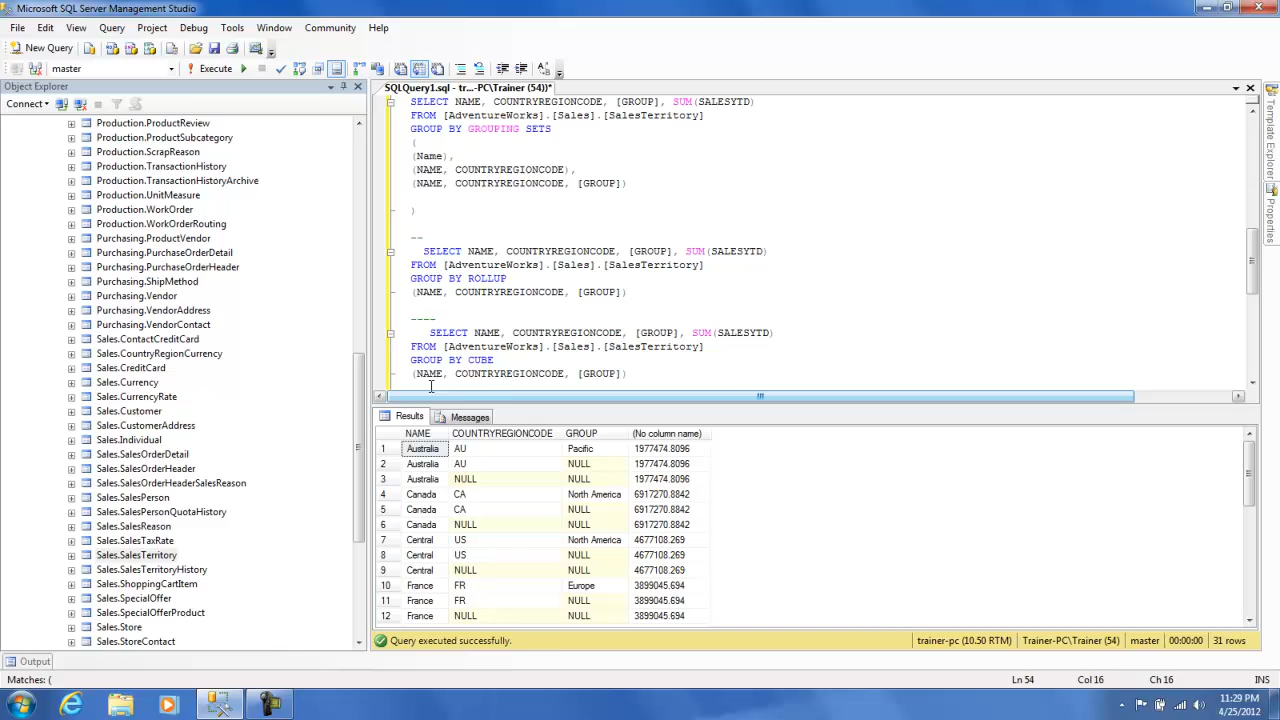 Microsoft SQL Server Management Studio
File Edit View Query Project Debug Tools Window Community Help
New Query
master Execute
Object Explorer
Connect
Production.ProductReview
Production.ProductSubcategory
Production.ScrapReason
Production.TransactionHistory
Production.TransactionHistoryArchive
Production.UnitMeasure
Production.WorkOrder
Production.WorkOrderRouting
Purchasing.ProductVendor
Purchasing.PurchaseOrderDetail
Purchasing.PurchaseOrderHeader
Purchasing.ShipMethod
Purchasing.Vendor
Purchasing.VendorAddress
Purchasing.VendorContact
Sales.ContactCreditCard
Sales.CountryRegionCurrency
Sales.CreditCard
Sales.Currency
Sales.CurrencyRate
Sales.Customer
Sales.CustomerAddress
Sales.Individual
Sales.SalesOrderDetail
Sales.SalesOrderHeader
Sales.SalesOrderHeaderSalesReason
Sales.SalesPerson
Sales.SalesPersonQuotaHistory
Sales.SalesReason
Sales.SalesTaxRate
Sales.SalesTerritory
Sales.SalesTerritoryHistory
Sales.ShoppingCartItem
Sales.SpecialOffer
Sales.SpecialOfferProduct
Sales.Store
Sales.StoreContact
Output
SQLQuery1.sql - tr...-PC\Trainer (54))*
SELECT NAME, COUNTRYREGIONCODE, [GROUP], SUM(SALESYTD)
FROM [AdventureWorks].[Sales].[SalesTerritory]
GROUP BY GROUPING SETS
(
(Name),
(NAME, COUNTRYREGIONCODE),
(NAME, COUNTRYREGIONCODE, [GROUP])
)
--
SELECT NAME, COUNTRYREGIONCODE, [GROUP], SUM(SALESYTD)
FROM [AdventureWorks].[Sales].[SalesTerritory]
GROUP BY ROLLUP
(NAME, COUNTRYREGIONCODE, [GROUP])
----
SELECT NAME, COUNTRYREGIONCODE, [GROUP], SUM(SALESYTD)
FROM [AdventureWorks].[Sales].[SalesTerritory]
GROUP BY CUBE
(NAME, COUNTRYREGIONCODE, [GROUP])
Template Explorer
Properties
Results Messages
NAME COUNTRYREGIONCODE GROUP (No column name)
1 Australia AU Pacific 1977474.8096
2 Australia AU NULL 1977474.8096
3 Australia NULL NULL 1977474.8096
4 Canada CA North America 6917270.8842
5 Canada CA NULL 6917270.8842
6 Canada NULL NULL 6917270.8842
7 Central US North America 4677108.269
8 Central US NULL 4677108.269
9 Central NULL NULL 4677108.269
10 France FR Europe 3899045.694
11 France FR NULL 3899045.694
12 France NULL NULL 3899045.694
Query executed successfully. trainer-pc (10.50 RTM) Trainer-PC\Trainer (54) master 00:00:00 31 rows
Matches: ( Ln 54 Col 16 Ch 16 INS
11:29 PM
4/25/2012